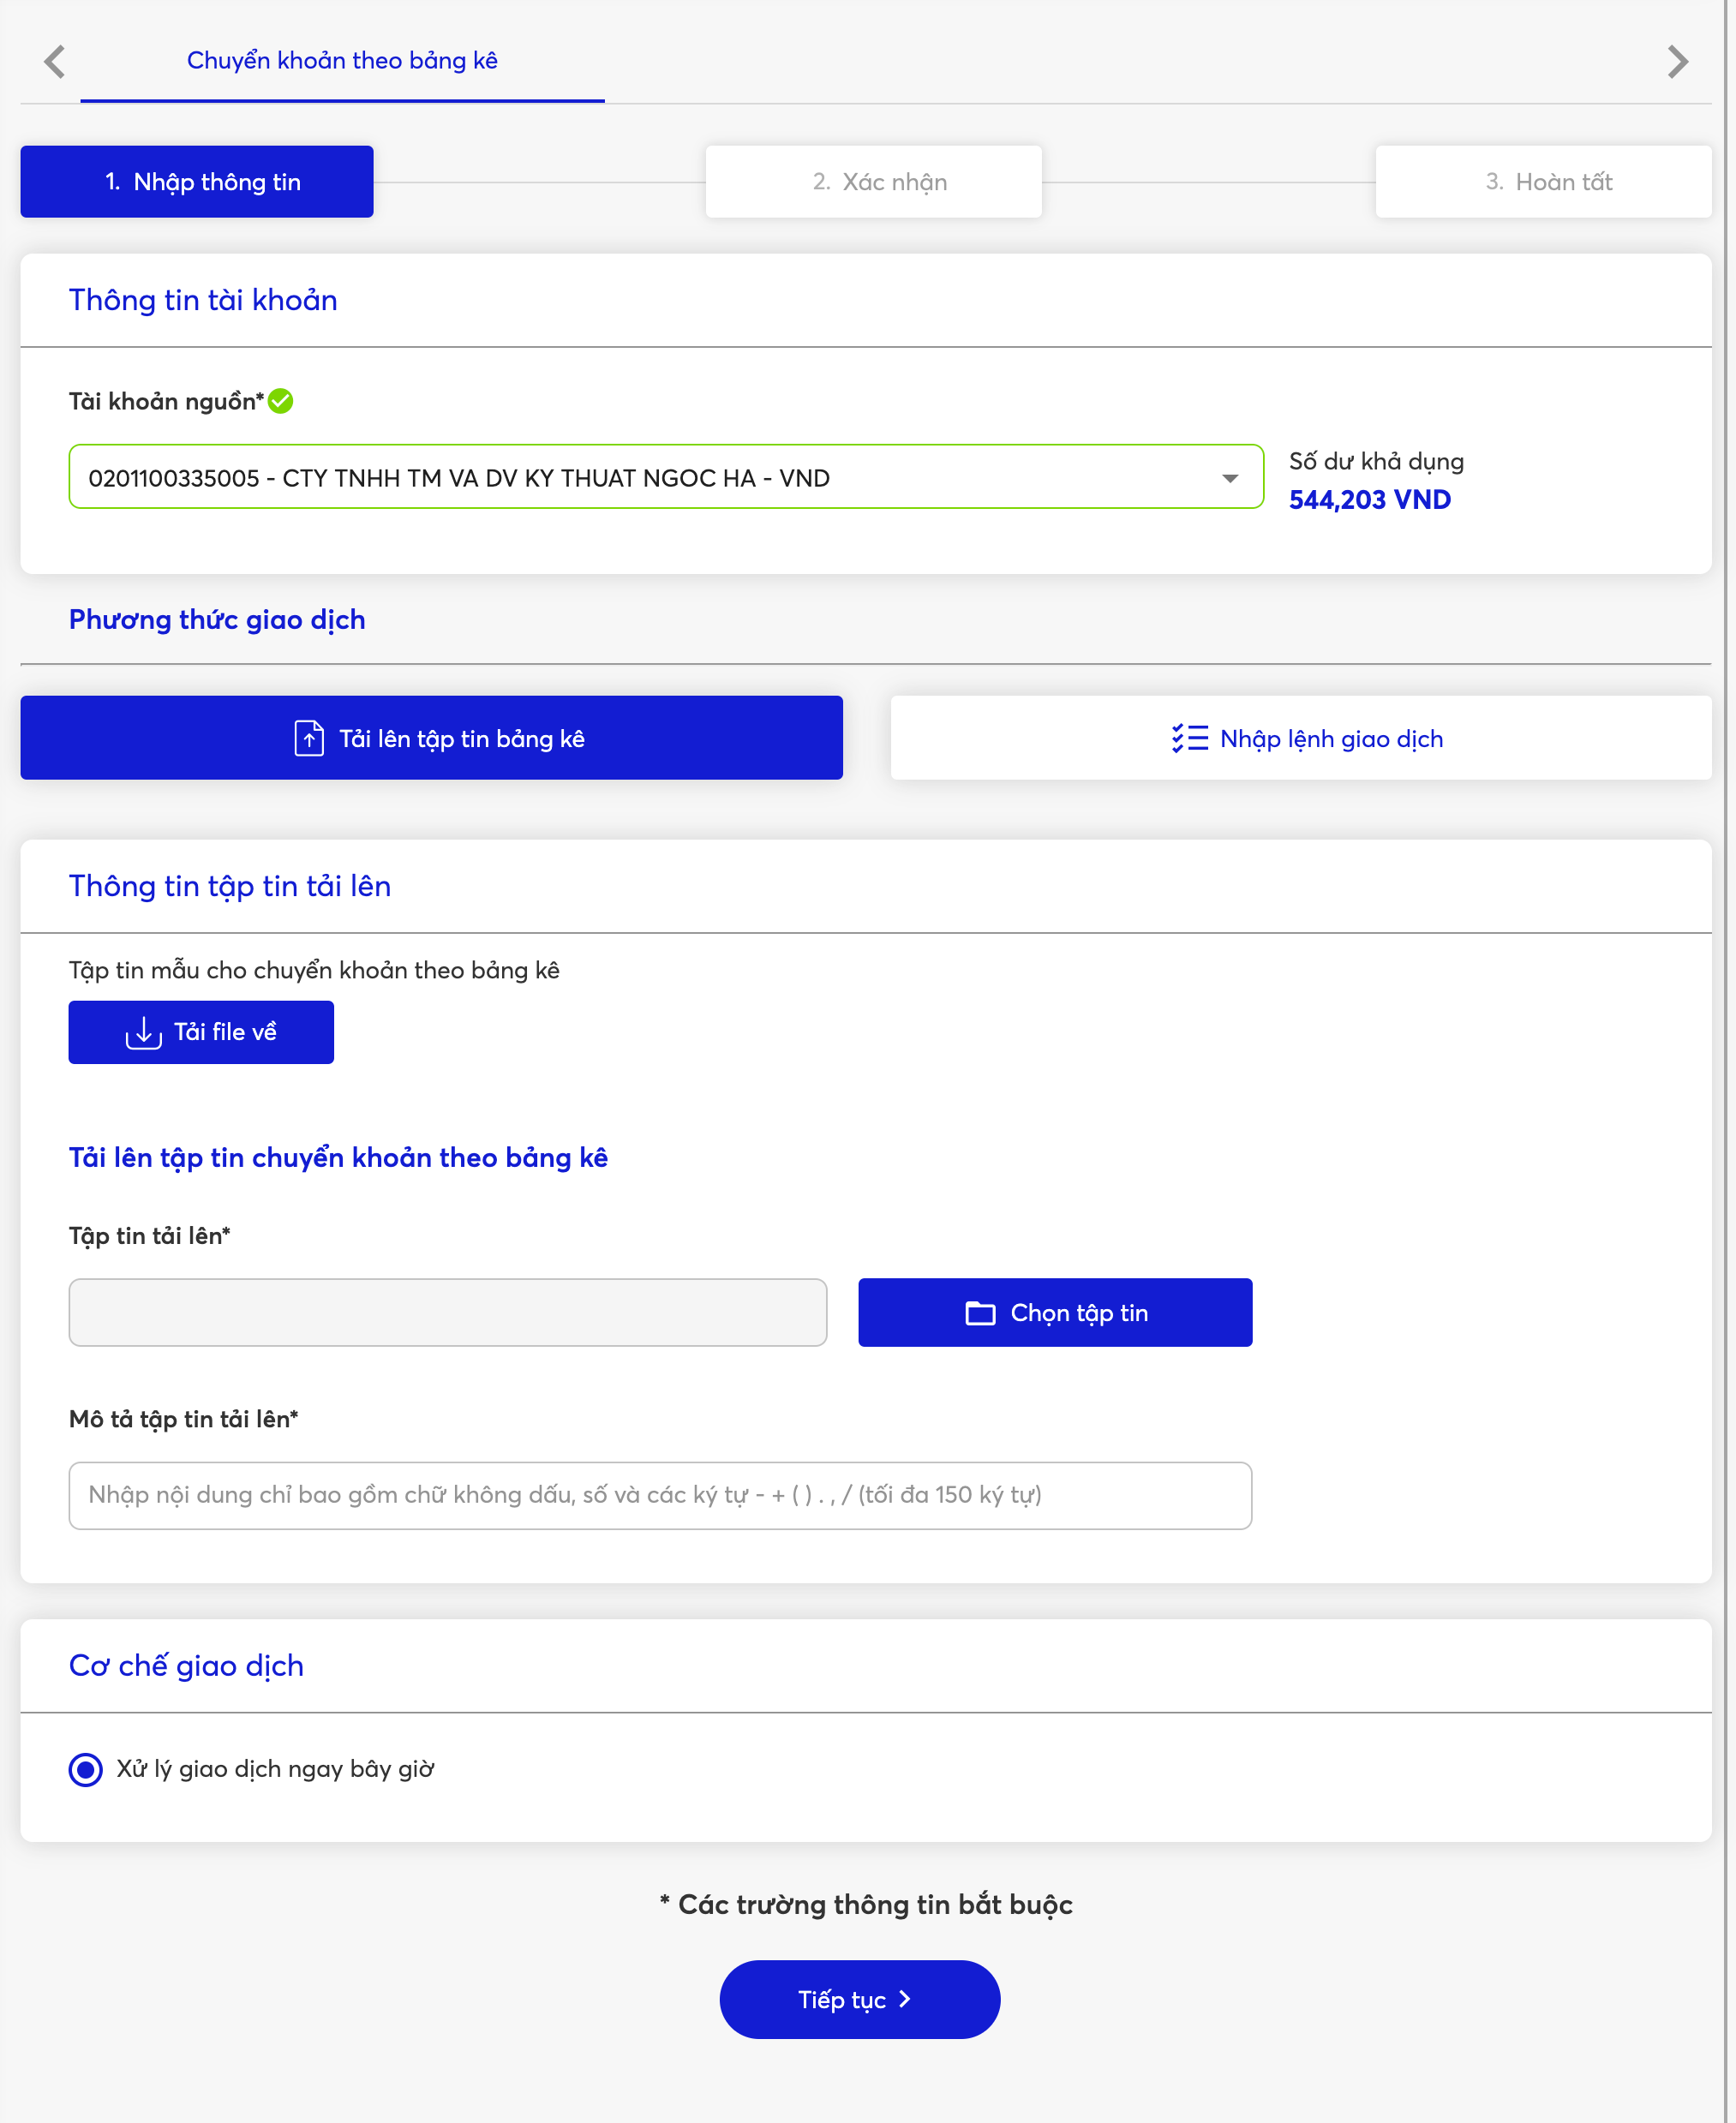 Chuyển khoản theo bảng kê
1. Nhập thông tin
2. Xác nhận
3. Hoàn tất
Thông tin tài khoản
Tài khoản nguồn*
0201100335005 - CTY TNHH TM VA DV KY THUAT NGOC HA - VND
Số dư khả dụng
544,203 VND
Phương thức giao dịch
Tải lên tập tin bảng kê
Nhập lệnh giao dịch
Thông tin tập tin tải lên
Tập tin mẫu cho chuyển khoản theo bảng kê
Tải file về
Tải lên tập tin chuyển khoản theo bảng kê
Tập tin tải lên*
Chọn tập tin
Mô tả tập tin tải lên*
Nhập nội dung chỉ bao gồm chữ không dấu, số và các ký tự - + ( ) . , / (tối đa 150 ký tự)
Cơ chế giao dịch
Xử lý giao dịch ngay bây giờ
* Các trường thông tin bắt buộc
Tiếp tục